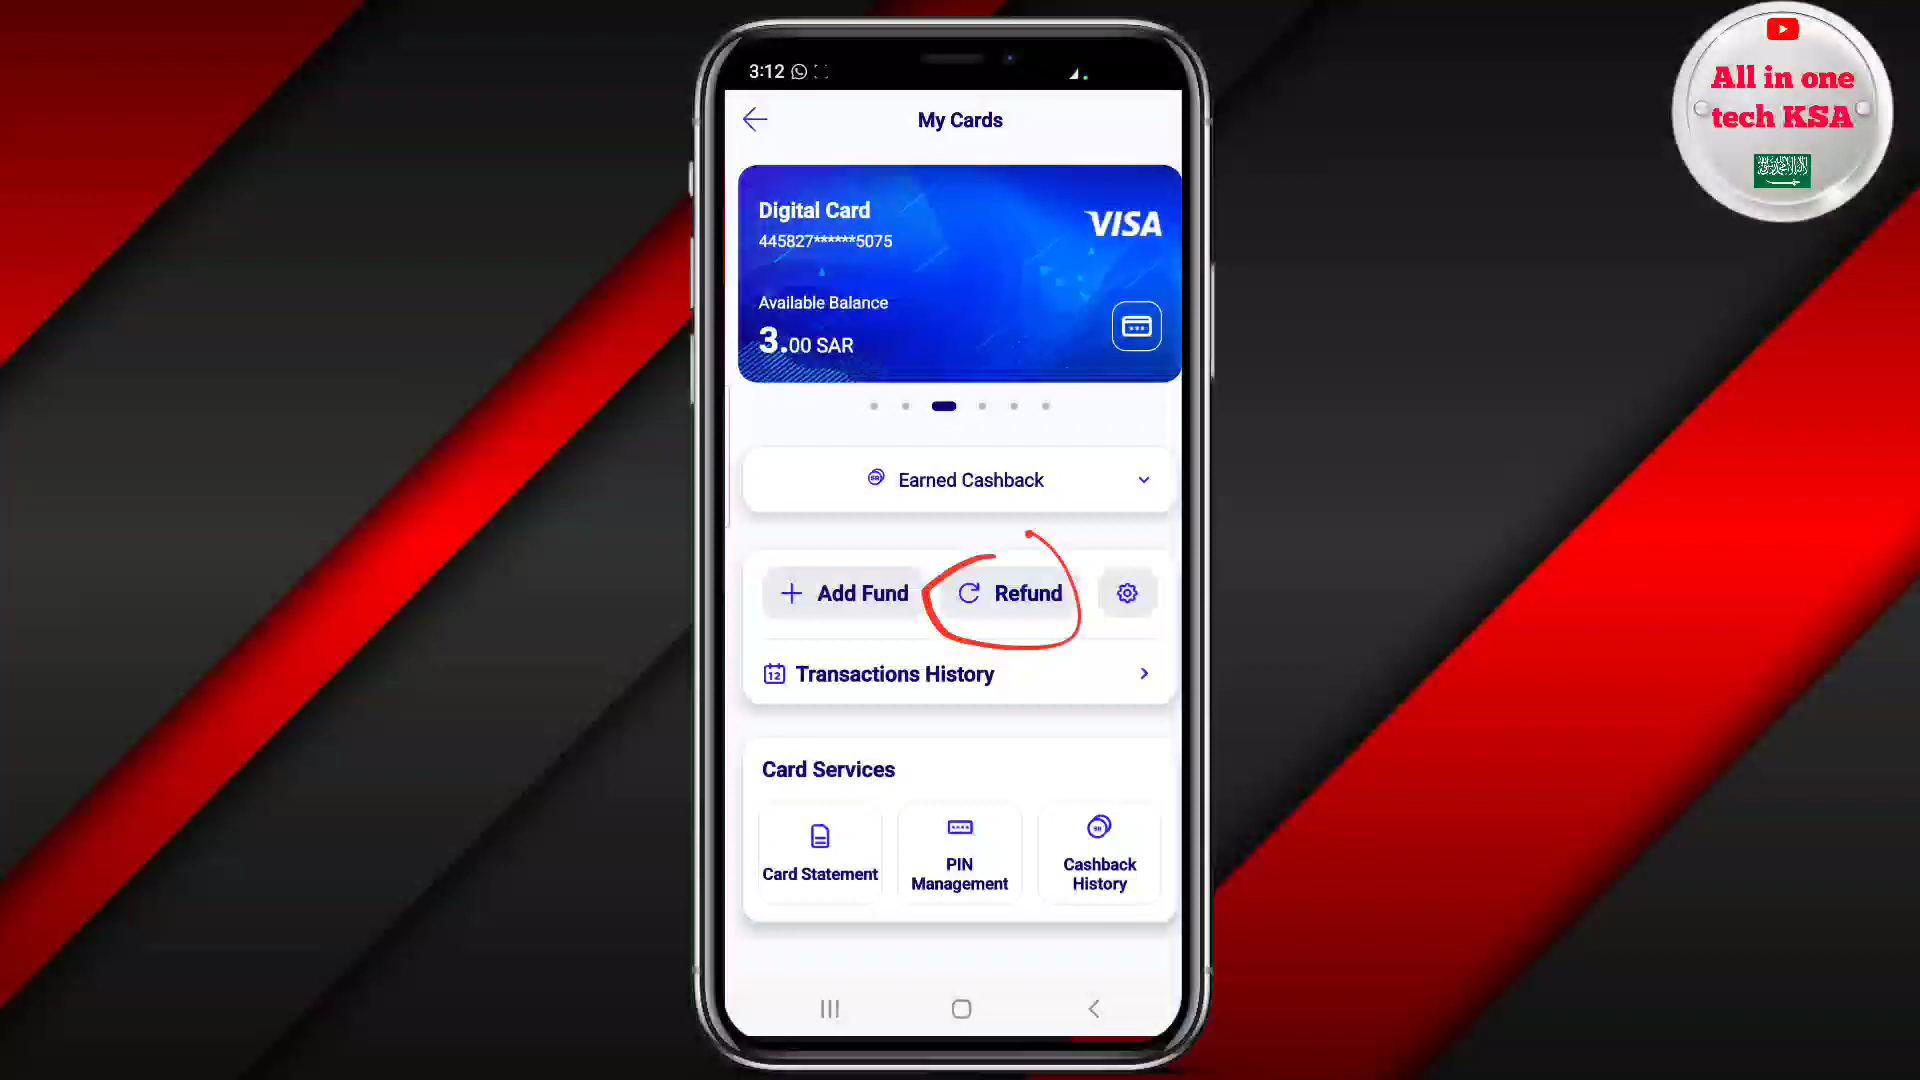 3:12
My Cards
Digital Card
VISA
445827******5075
Available Balance
3.00 SAR
Earned Cashback
Add Fund
Refund
12
Transactions History
Card Services
Card Statement
PIN
Management
Cashback
History
All in one
tech KSA